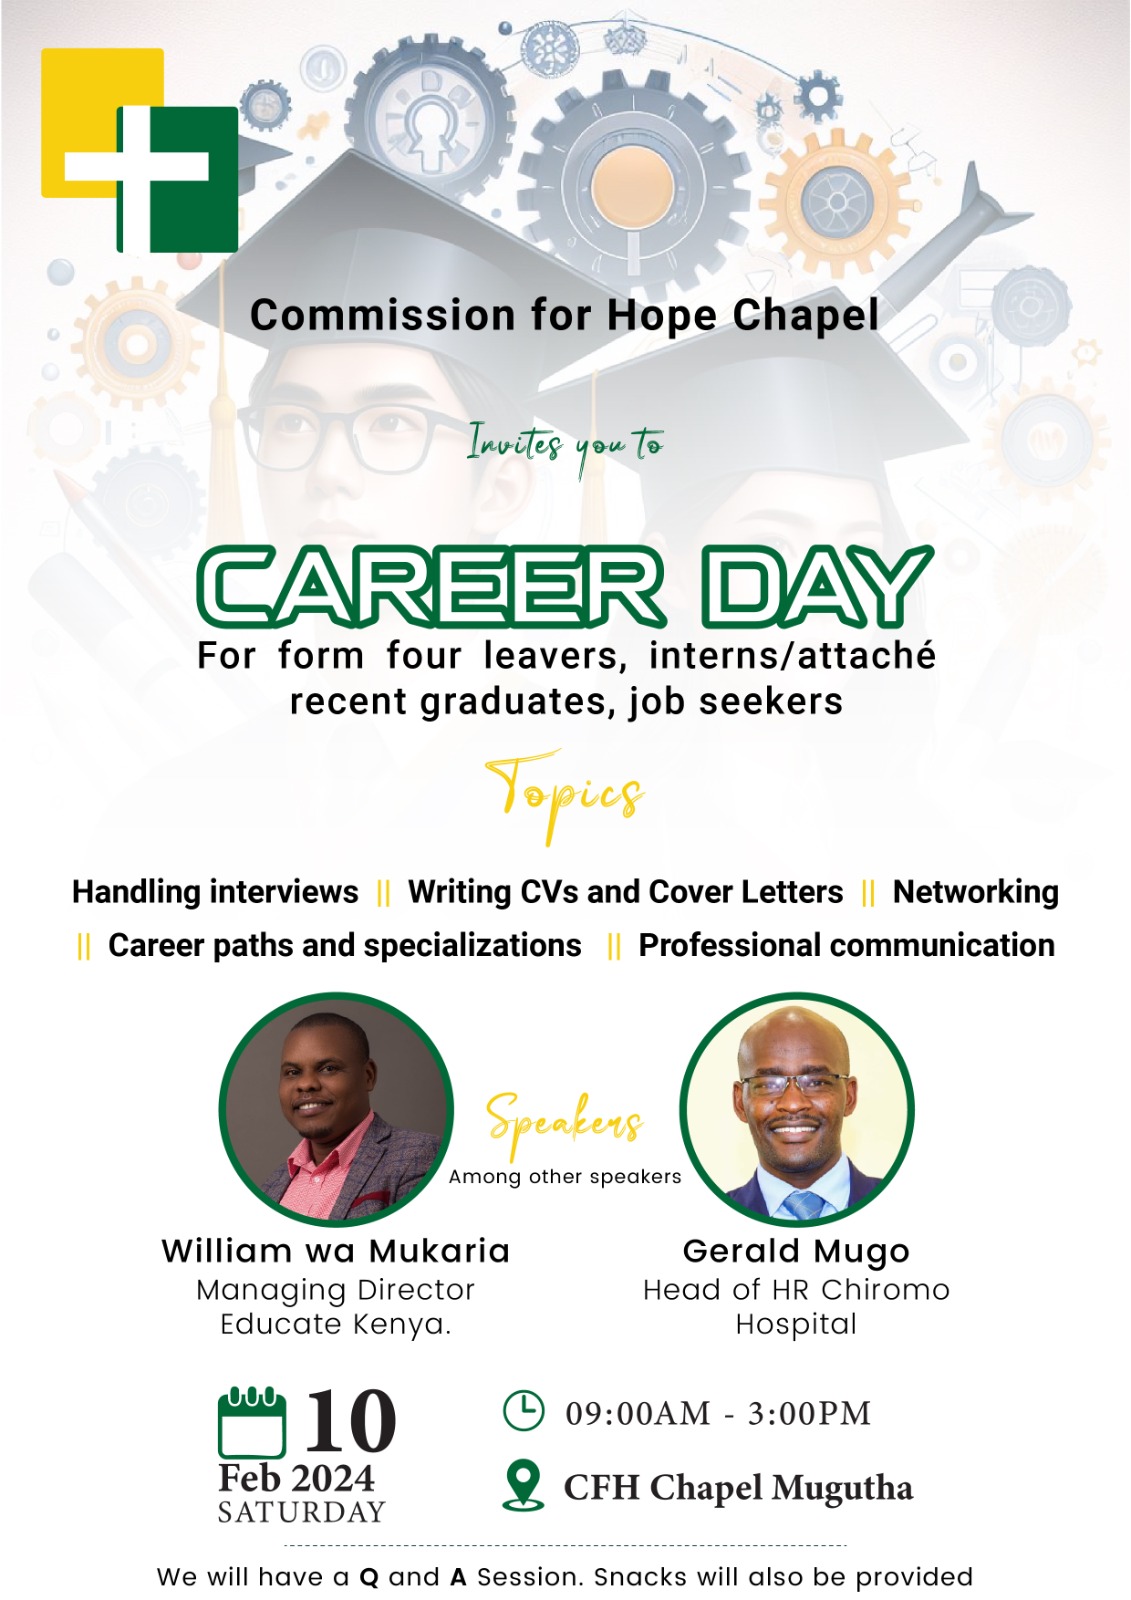 Commission for Hope Chapel
Invites you to
CAREER DAY
For form four leavers, interns/attaché
recent graduates, job seekers
Topics
Handling interviews || Writing CVs and Cover Letters || Networking
|| Career paths and specializations || Professional communication
Speakers
Among other speakers
William wa Mukaria
Managing Director
Educate Kenya.
Gerald Mugo
Head of HR Chiromo
Hospital
10
Feb 2024
SATURDAY
09:00AM - 3:00PM
CFH Chapel Mugutha
We will have a Q and A Session. Snacks will also be provided